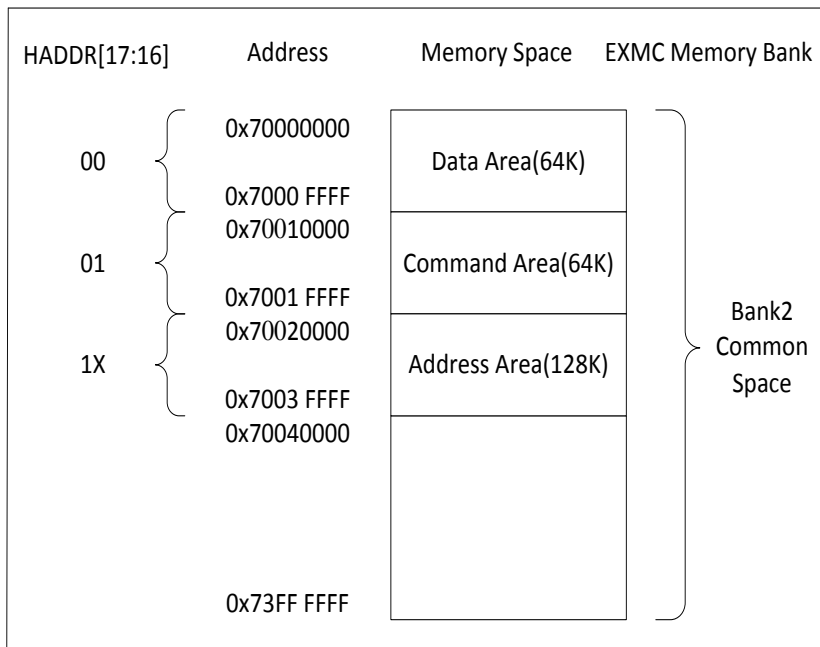 HADDR[17:16] Address Memory Space EXMC Memory Bank
0x70000000
00 Data Area(64K)
0x7000 FFFF
0x70010000
01 Command Area(64K)
0x7001 FFFF
0x70020000
1X Address Area(128K)
0x7003 FFFF
0x70040000
Bank2
Common
Space
0x73FF FFFF